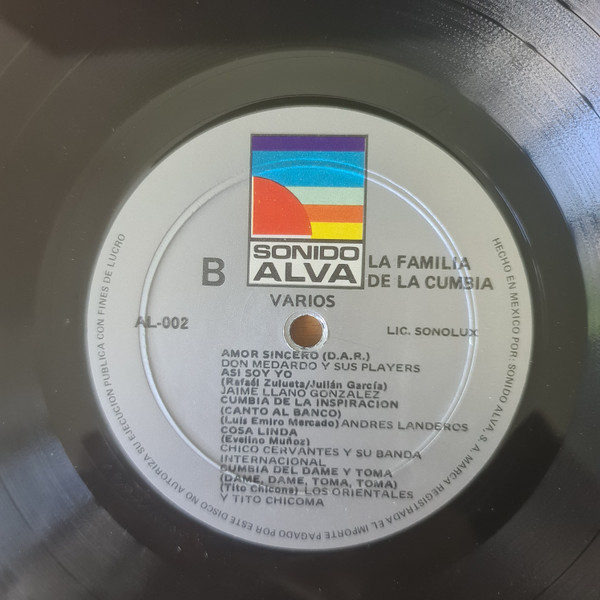 SONIDO
ALVA
B
LA FAMILIA
DE LA CUMBIA
VARIOS
AL-002
LIC. SONOLUX
AMOR SINCERO (D.A.R.)
DON MEDARDO Y SUS PLAYERS
ASI SOY YO
(Rafaél Zulueta/Julián García)
JAIME LLANO GONZALEZ
CUMBIA DE LA INSPIRACION
(CANTO AL BANCO)
(Luis Emiro Mercado) ANDRES LANDEROS
COSA LINDA
(Evelino Muñoz)
CHICO CERVANTES Y SU BANDA
INTERNACIONAL
CUMBIA DEL DAME Y TOMA
(DAME, DAME, TOMA, TOMA)
(Tito Chicoma) LOS ORIENTALES
Y TITO CHICOMA
HECHO EN MEXICO POR: SONIDO ALVA, S. A. MARCA REGISTRADA EL IMPORTE PAGADO POR ESTE DISCO NO AUTORIZA SU EJECUCION PUBLICA CON FINES DE LUCRO